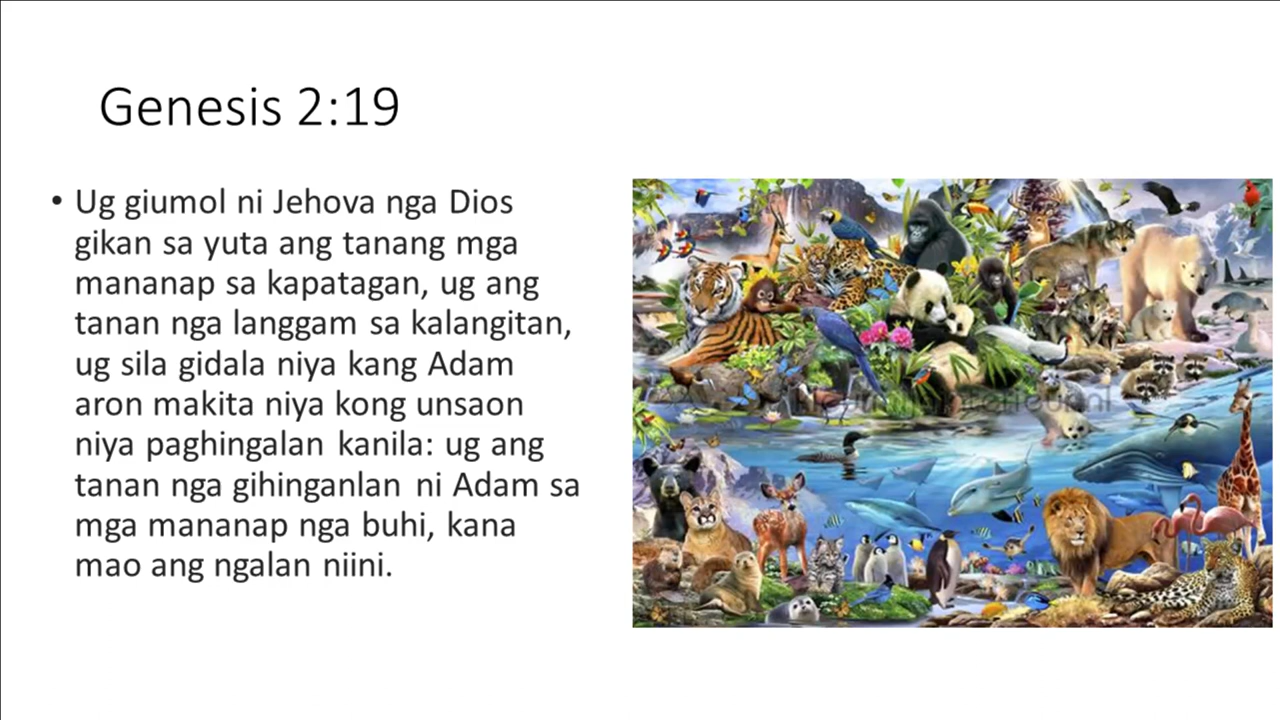 Genesis 2:19
• Ug giumol ni Jehova nga Dios
gikan sa yuta ang tanang mga
mananap sa kapatagan, ug ang
tanan nga langgam sa kalangitan,
ug sila gidala niya kang Adam
aron makita niya kong unsaon
niya paghingalan kanila: ug ang
tanan nga gihinganlan ni Adam sa
mga mananap nga buhi, kana
mao ang ngalan niini.